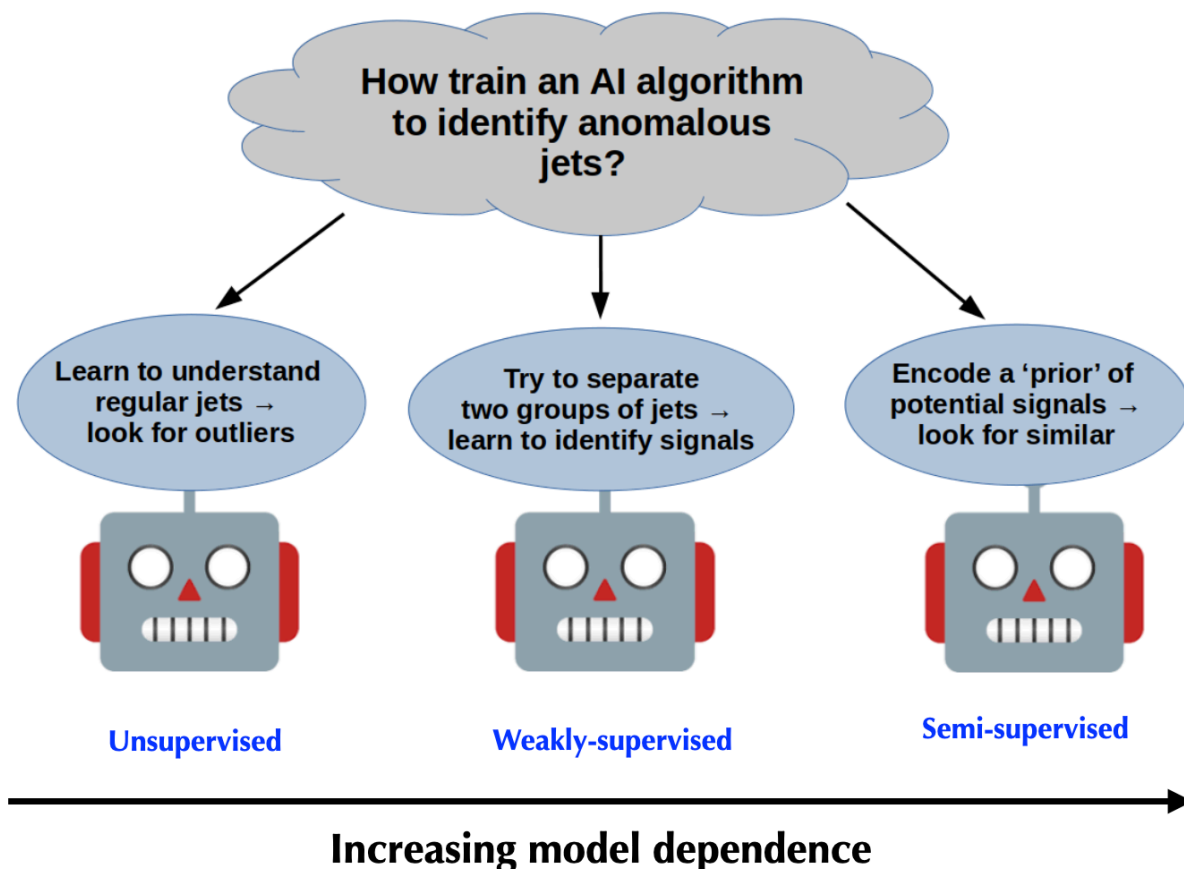 How train an AI algorithm
to identify anomalous
jets?
Learn to understand
regular jets →
look for outliers
Try to separate
two groups of jets →
learn to identify signals
Encode a ‘prior’ of
potential signals →
look for similar
Unsupervised
Weakly-supervised
Semi-supervised
Increasing model dependence